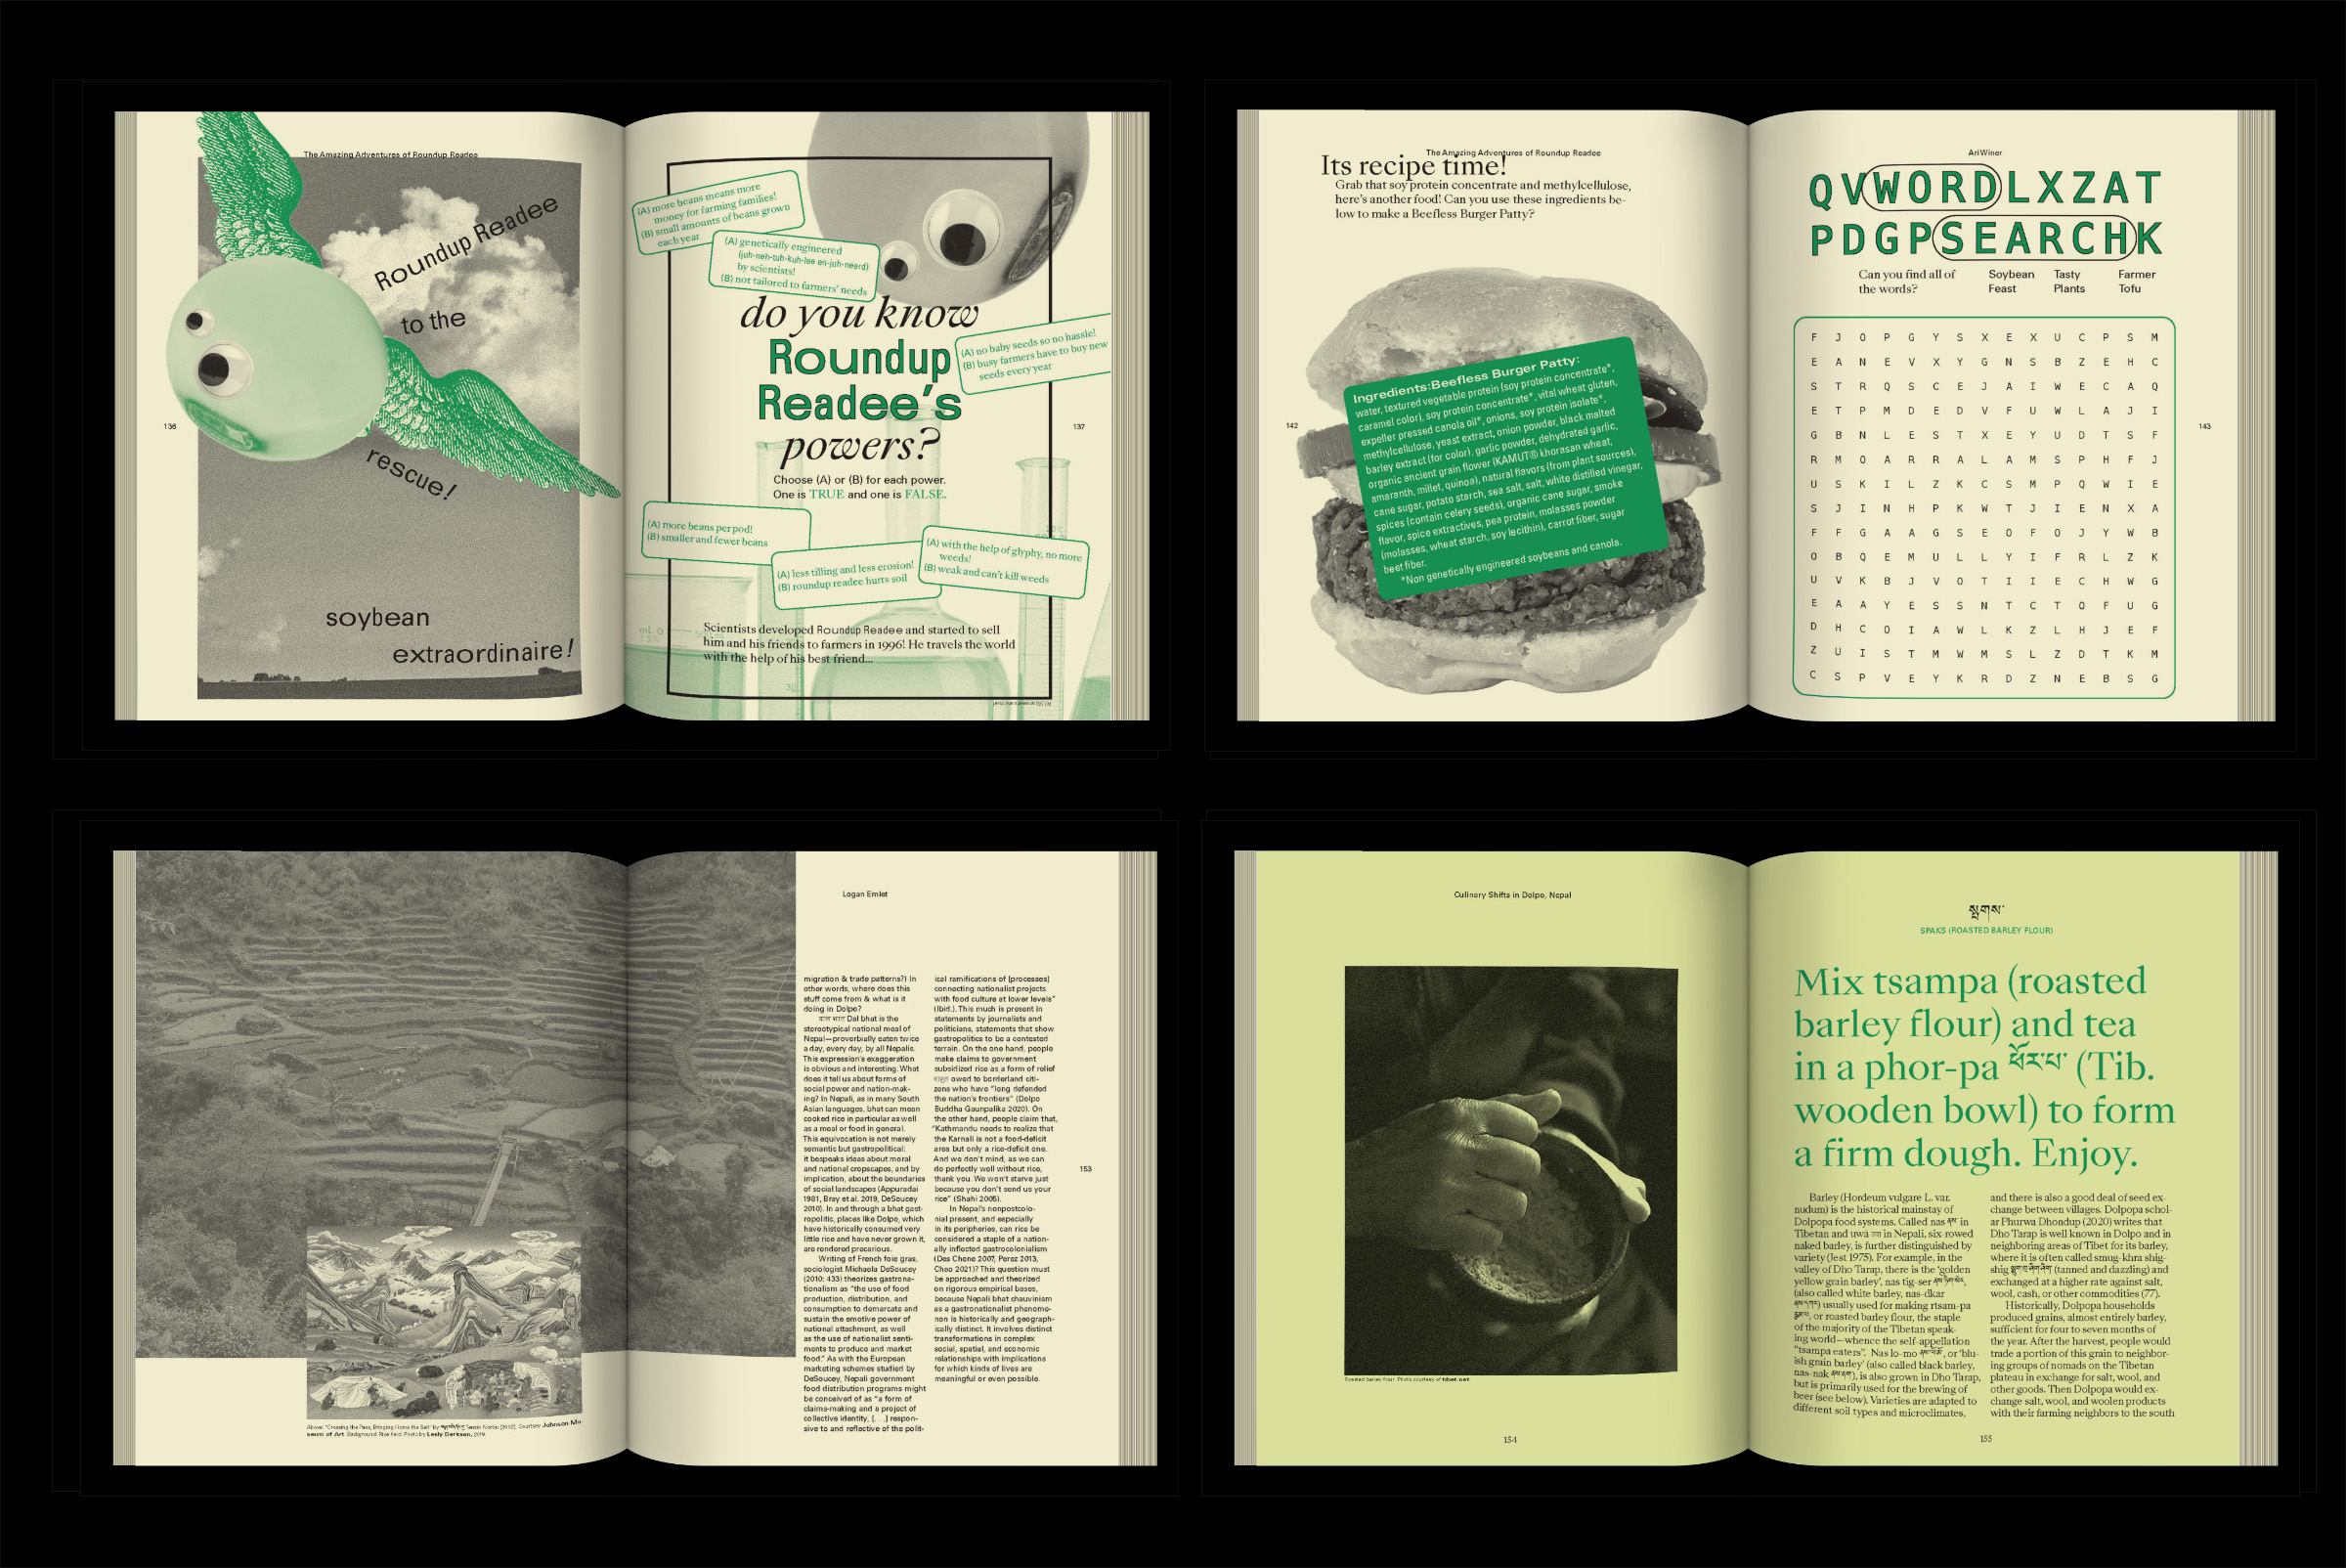 The Amazing Adventures of Roundup Readee
Roundup Readee
to the
rescue!
soybean
extraordinaire!
136
(A) more beans means more
money for farming families!
(B) small amounts of beans grown
each year
(A) genetically engineered
(juh-neh-tuh-kuh-lee en-juh-neerd)
by scientists!
(B) not tailored to farmers' needs
do you know
Roundup
Readee's
powers?
(A) no baby seeds so no hassle!
(B) busy farmers have to buy new
seeds every year
137
Choose (A) or (B) for each power.
One is TRUE and one is FALSE.
(A) more beans per pod!
(B) smaller and fewer beans
(A) less tilling and less erosion!
(B) roundup readee hurts soil
(A) with the help of glyphy, no more
weeds!
(B) weak and can't kill weeds
Scientists developed Roundup Readee and started to sell
him and his friends to farmers in 1996! He travels the world
with the help of his best friend...
The Amazing Adventures of Roundup Readee
Its recipe time!
Grab that soy protein concentrate and methylcellulose,
here's another food! Can you use these ingredients be-
low to make a Beefless Burger Patty?
142
Ingredients:Beefless Burger Patty:
water, textured vegetable protein (soy protein concentrate*,
caramel color), soy protein concentrate*, vital wheat gluten,
expeller pressed canola oil*, onions, soy protein isolate*,
methylcellulose, yeast extract, onion powder, black malted
barley extract (for color), garlic powder, dehydrated garlic,
organic ancient grain flower (KAMUT® khorasan wheat,
amaranth, millet, quinoa), natural flavors (from plant sources),
cane sugar, potato starch, sea salt, salt, white distilled vinegar,
spices (contain celery seeds), organic cane sugar, smoke
flavor, spice extractives, pea protein, molasses powder
(molasses, wheat starch, soy lecithin), carrot fiber, sugar
beet fiber.
*Non genetically engineered soybeans and canola.
Ari Winer
QVWORDLXZAT
PDGPSEARCHK
Can you find all of
the words?
Soybean Tasty Farmer
Feast Plants Tofu
143
F J O P G Y S X E X U C P S M
E A N E V X Y G N S B Z E H C
S T R Q S C E J A I W E C A Q
E T P M D E D V F U W L A J I
G B N L E S T X E Y U D T S F
R M O A R R A L A M S P H F J
U S K I L Z K C S M P Q W I E
S J I N H P K W T J I E N X A
F F G A A G S E O F O J Y W B
O B Q E M U L L Y I F R L Z K
U V K B J V O T I I E C H W G
E A A Y E S S N T C T O F U G
D H C O I A W L K Z L H J E F
Z U I S T M W M S L Z D T K M
C S P V E Y K R D Z N E B S G
Above: "Crossing the Pass, Bringing Home the Salt" by Tenzin Norbu (2002). Courtesy Johnson Mu-
seum of Art. Background: Rice field. Photo by Lesly Derksen, 2019.
Logan Emlet
migration & trade patterns?) In
other words, where does this
stuff come from & what is it
doing in Dolpo?
दाल भात Dal bhat is the
stereotypical national meal of
Nepal—proverbially eaten twice
a day, every day, by all Nepalis.
This expression's exaggeration
is obvious and interesting. What
does it tell us about forms of
social power and nation-mak-
ing? In Nepali, as in many South
Asian languages, bhat can mean
cooked rice in particular as well
as a meal or food in general.
This equivocation is not merely
semantic but gastropolitical:
it bespeaks ideas about moral
and national cropscapes, and by
implication, about the boundaries
of social landscapes (Appuradai
1981, Bray et al. 2019, DeSoucey
2010). In and through a bhat gast-
ropolitic, places like Dolpo, which
have historically consumed very
little rice and have never grown it,
are rendered precarious.
Writing of French foie gras,
sociologist Michaela DeSoucey
(2010: 433) theorizes gastrona-
tionalism as "the use of food
production, distribution, and
consumption to demarcate and
sustain the emotive power of
national attachment, as well
as the use of nationalist senti-
ments to produce and market
food." As with the European
marketing schemes studied by
DeSoucey, Nepali government
food distribution programs might
be conceived of as "a form of
claims-making and a project of
collective identity, [. . .] respon-
sive to and reflective of the polit-
ical ramifications of [processes]
connecting nationalist projects
with food culture at lower levels"
(Ibid.). This much is present in
statements by journalists and
politicians, statements that show
gastropolitics to be a contested
terrain. On the one hand, people
make claims to government
subsidized rice as a form of relief
राहत owed to borderland citi-
zens who have "long defended
the nation's frontiers" (Dolpo
Buddha Gaunpalika 2020). On
the other hand, people claim that,
"Kathmandu needs to realize that
the Karnali is not a food-deficit
area but only a rice-deficit one.
And we don't mind, as we can
do perfectly well without rice,
thank you. We won't starve just
because you don't send us your
rice" (Shahi 2005).
In Nepal's nonpostcolo-
nial present, and especially
in its peripheries, can rice be
considered a staple of a nation-
ally inflected gastrocolonialism
(Des Chene 2007, Perez 2013,
Chao 2021)? This question must
be approached and theorized
on rigorous empirical bases,
because Nepali bhat chauvinism
as a gastronationalist phenome-
non is historically and geograph-
ically distinct. It involves distinct
transformations in complex
social, spatial, and economic
relationships with implications
for which kinds of lives are
meaningful or even possible.
153
Culinary Shifts in Dolpo, Nepal
Roasted barley flour. Photo courtesy of tibet.net
154
སྤགས་
SPAKS (ROASTED BARLEY FLOUR)
Mix tsampa (roasted
barley flour) and tea
in a phor-pa ཕོར་པ་ (Tib.
wooden bowl) to form
a firm dough. Enjoy.
Barley (Hordeum vulgare L. var.
nudum) is the historical mainstay of
Dolpopa food systems. Called nas ནས་ in
Tibetan and uwa उवा in Nepali, six-rowed
naked barley, is further distinguished by
variety (Jest 1975). For example, in the
valley of Dho Tarap, there is the 'golden
yellow grain barley', nas tig-ser
(also called white barley, nas-dkar
ནས་དཀར་) usually used for making rtsam-pa
རྩམ་པ་, or roasted barley flour, the staple
of the majority of the Tibetan speak-
ing world—whence the self-appellation
"tsampa eaters". Nas lo-mo, or 'blu-
ish grain barley' (also called black barley,
nas-nak ནས་ནག་), is also grown in Dho Tarap,
but is primarily used for the brewing of
beer (see below). Varieties are adapted to
different soil types and microclimates,
and there is also a good deal of seed ex-
change between villages. Dolpopa schol-
ar Phurwa Dhondup (2020) writes that
Dho Tarap is well known in Dolpo and in
neighboring areas of Tibet for its barley,
where it is often called smug-khra shig-
shig (tanned and dazzling) and
exchanged at a higher rate against salt,
wool, cash, or other commodities (77).
Historically, Dolpopa households
produced grains, almost entirely barley,
sufficient for four to seven months of
the year. After the harvest, people would
trade a portion of this grain to neighbor-
ing groups of nomads on the Tibetan
plateau in exchange for salt, wool, and
other goods. Then Dolpopa would ex-
change salt, wool, and woolen products
with their farming neighbors to the south
155